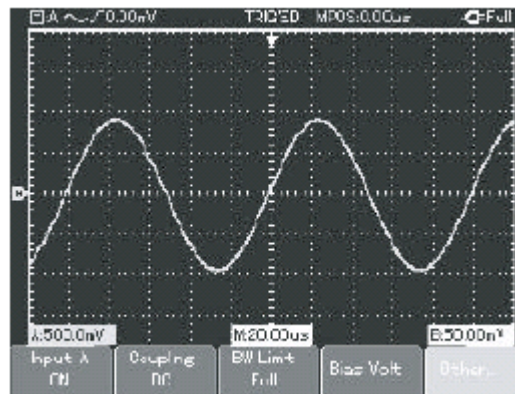 A 0.00mV TRIG'ED MPOS:0.00us Full
A:500.0mV M:20.00us B:50.00mV
Input A Coupling BW Limit Bias Volt Other...
ON DC Full